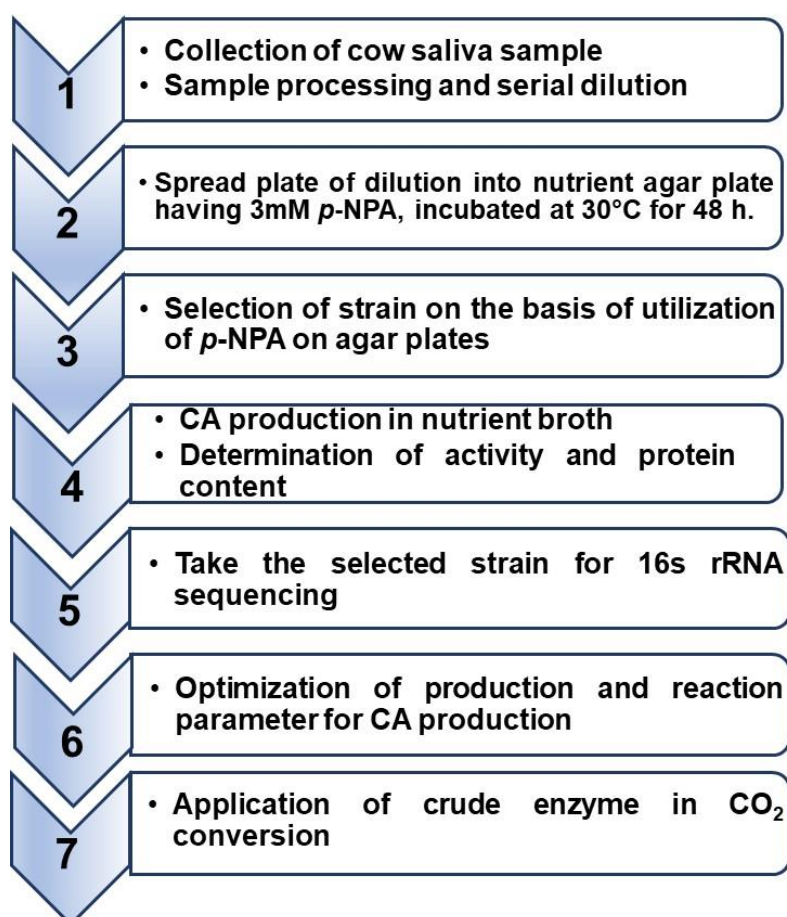 1
• Collection of cow saliva sample
• Sample processing and serial dilution
2
• Spread plate of dilution into nutrient agar plate
having 3mM p-NPA, incubated at 30°C for 48 h.
3
• Selection of strain on the basis of utilization
of p-NPA on agar plates
4
• CA production in nutrient broth
• Determination of activity and protein
content
5
• Take the selected strain for 16s rRNA
sequencing
6
• Optimization of production and reaction
parameter for CA production
7
• Application of crude enzyme in CO₂
conversion